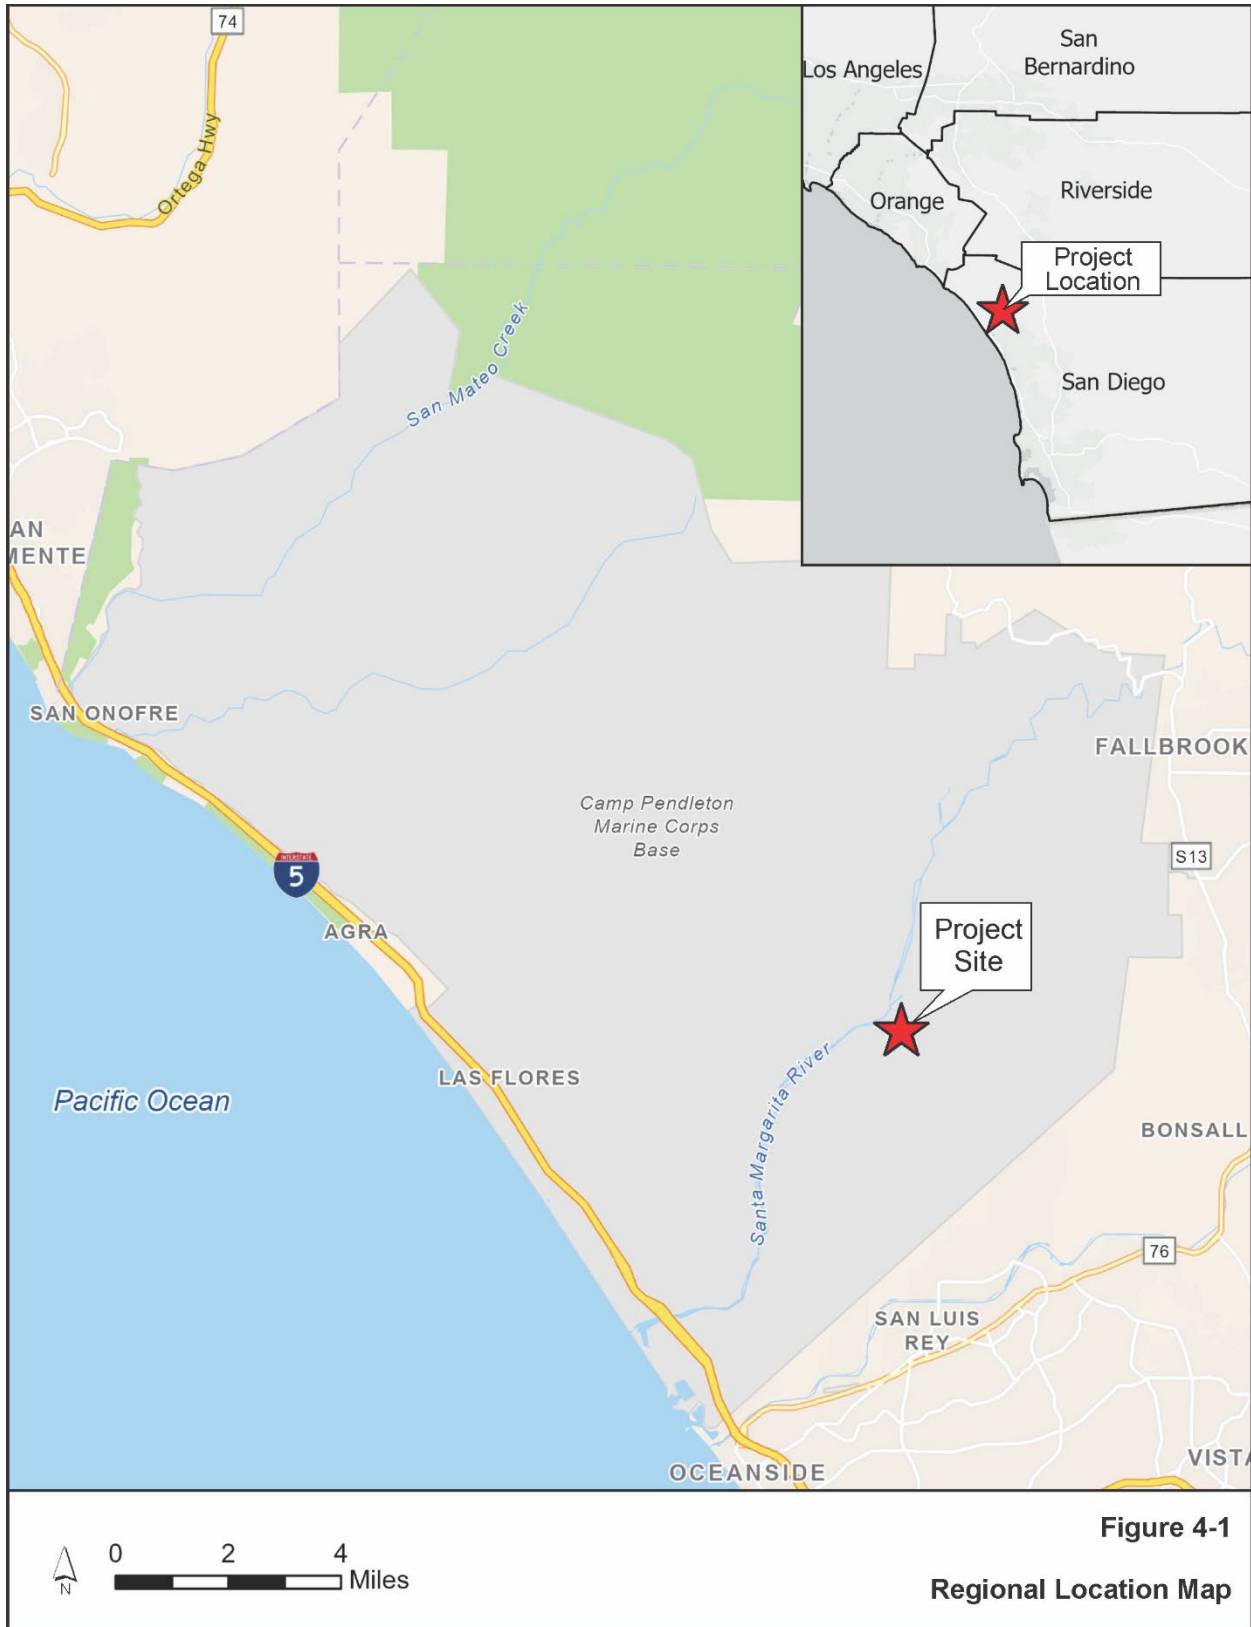 74
Ortega Hwy
San Mateo Creek
Los Angeles
San
Bernardino
Orange
Riverside
Project
Location
San Diego
AN
MENTE
SAN ONOFRE
FALLBROOK
Camp Pendleton
Marine Corps
Base
S13
INTERSTATE
5
AGRA
Project
Site
LAS FLORES
Santa Margarita River
Pacific Ocean
BONSALL
76
SAN LUIS
REY
VISTA
OCEANSIDE
Figure 4-1
0 2 4
Miles
N
Regional Location Map